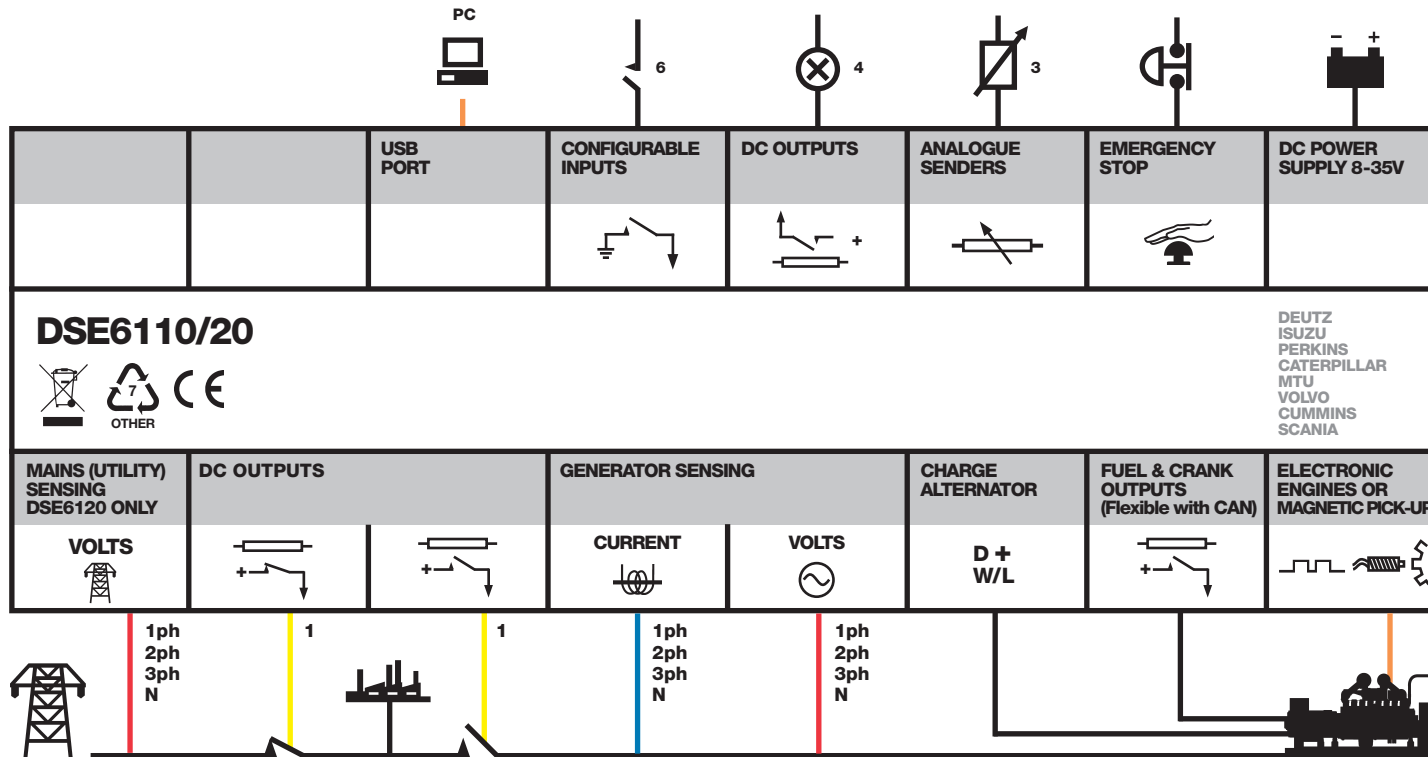 PC
6
4
3
- +
USB
PORT
CONFIGURABLE
INPUTS
DC OUTPUTS
ANALOGUE
SENDERS
EMERGENCY
STOP
DC POWER
SUPPLY 8-35V
+
DSE6110/20
7
OTHER
CE
DEUTZ
ISUZU
PERKINS
CATERPILLAR
MTU
VOLVO
CUMMINS
SCANIA
MAINS (UTILITY)
SENSING
DSE6120 ONLY
DC OUTPUTS
GENERATOR SENSING
CHARGE
ALTERNATOR
FUEL & CRANK
OUTPUTS
(Flexible with CAN)
ELECTRONIC
ENGINES OR
MAGNETIC PICK-UP
VOLTS
+
+
CURRENT
VOLTS
D +
W/L
+
1ph
2ph
3ph
N
1
1
1ph
2ph
3ph
N
1ph
2ph
3ph
N